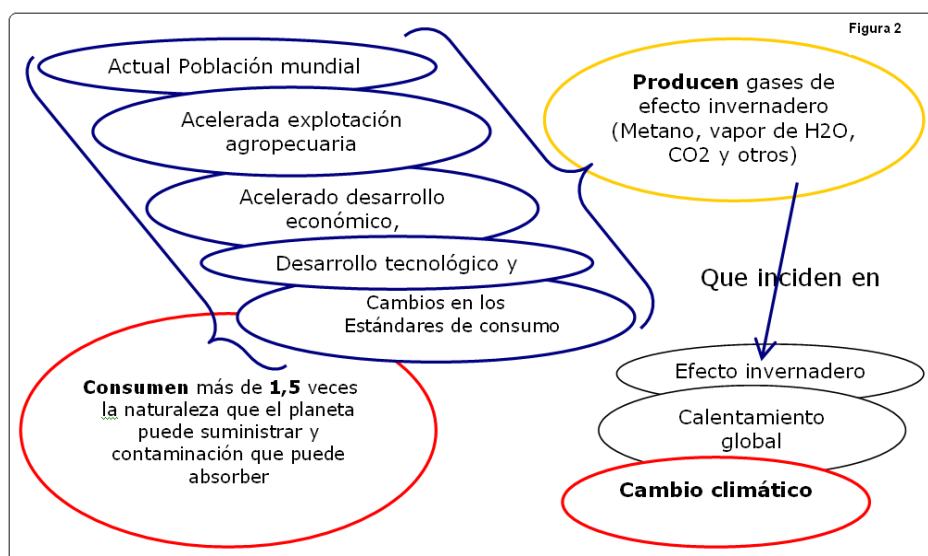 Figura 2
Actual Población mundial
Acelerada explotación
agropecuaria
Acelerado desarrollo
económico,
Desarrollo tecnológico y
Cambios en los
Estándares de consumo
Consumen más de 1,5 veces
la naturaleza que el planeta
puede suministrar y
contaminación que puede
absorber
Producen gases de
efecto invernadero
(Metano, vapor de H2O,
CO2 y otros)
Que inciden en
Efecto invernadero
Calentamiento
global
Cambio climático